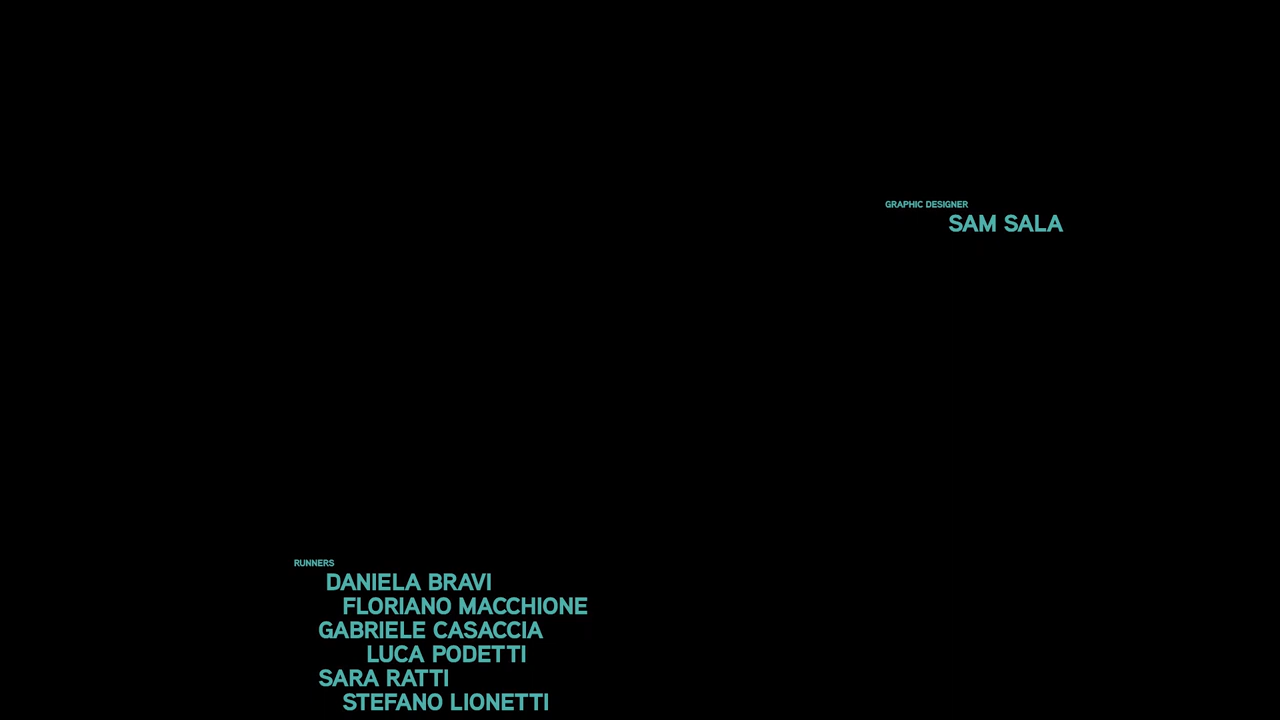 GRAPHIC DESIGNER
SAM SALA
RUNNERS
DANIELA BRAVI
FLORIANO MACCHIONE
GABRIELE CASACCIA
LUCA PODETTI
SARA RATTI
STEFANO LIONETTI